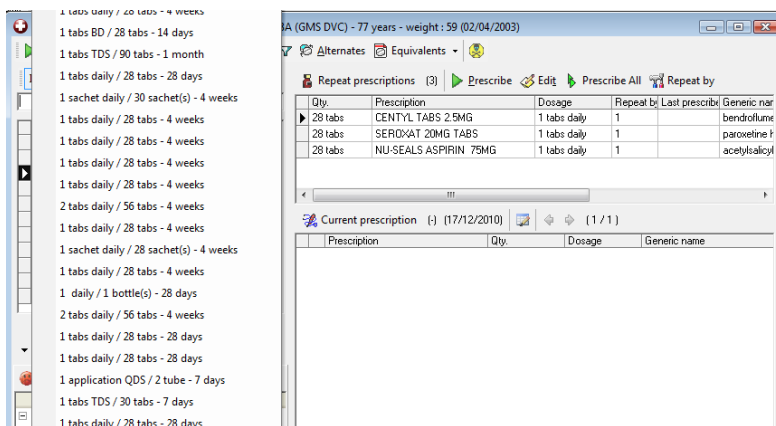 1 tabs daily / 28 tabs - 4 weeks
1 tabs BD / 28 tabs - 14 days
1 tabs TDS / 90 tabs - 1 month
1 tabs daily / 28 tabs - 28 days
1 sachet daily / 30 sachet(s) - 4 weeks
1 tabs daily / 28 tabs - 4 weeks
1 tabs daily / 28 tabs - 4 weeks
1 tabs daily / 28 tabs - 4 weeks
1 tabs daily / 28 tabs - 4 weeks
2 tabs daily / 56 tabs - 4 weeks
1 tabs daily / 28 tabs - 4 weeks
1 sachet daily / 28 sachet(s) - 4 weeks
1 tabs daily / 28 tabs - 4 weeks
1 daily / 1 bottle(s) - 28 days
2 tabs daily / 56 tabs - 4 weeks
1 tabs daily / 28 tabs - 28 days
1 tabs daily / 28 tabs - 28 days
1 application QDS / 2 tube - 7 days
1 tabs TDS / 30 tabs - 7 days
1 tabs daily / 28 tabs - 28 days
BA (GMS DVC) - 77 years - weight : 59 (02/04/2003)
Alternates Equivalents
Repeat prescriptions (3) Prescribe Edit Prescribe All Repeat by
Qty. Prescription Dosage Repeat by Last prescribe Generic nar
28 tabs CENTYL TABS 2.5MG 1 tabs daily 1 bendroflume
28 tabs SEROXAT 20MG TABS 1 tabs daily 1 paroxetine h
28 tabs NU-SEALS ASPIRIN 75MG 1 tabs daily 1 acetylsalicyl
Current prescription (-) (17/12/2010) (1/1)
Prescription Qty. Dosage Generic name